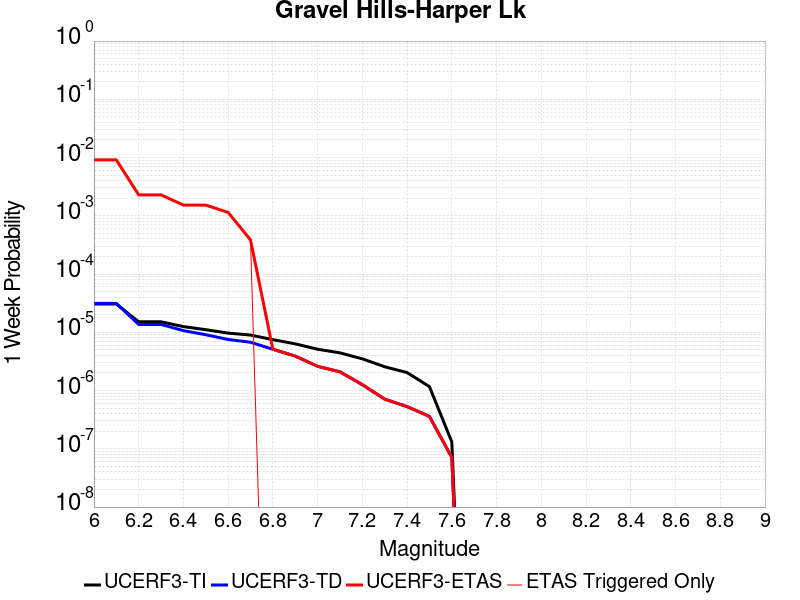 Gravel Hills-Harper Lk
10^0
10^-1
10^-2
10^-3
10^-4
10^-5
10^-6
10^-7
10^-8
1 Week Probability
6 6.2 6.4 6.6 6.8 7 7.2 7.4 7.6 7.8 8 8.2 8.4 8.6 8.8 9
Magnitude
UCERF3-TI UCERF3-TD UCERF3-ETAS ETAS Triggered Only